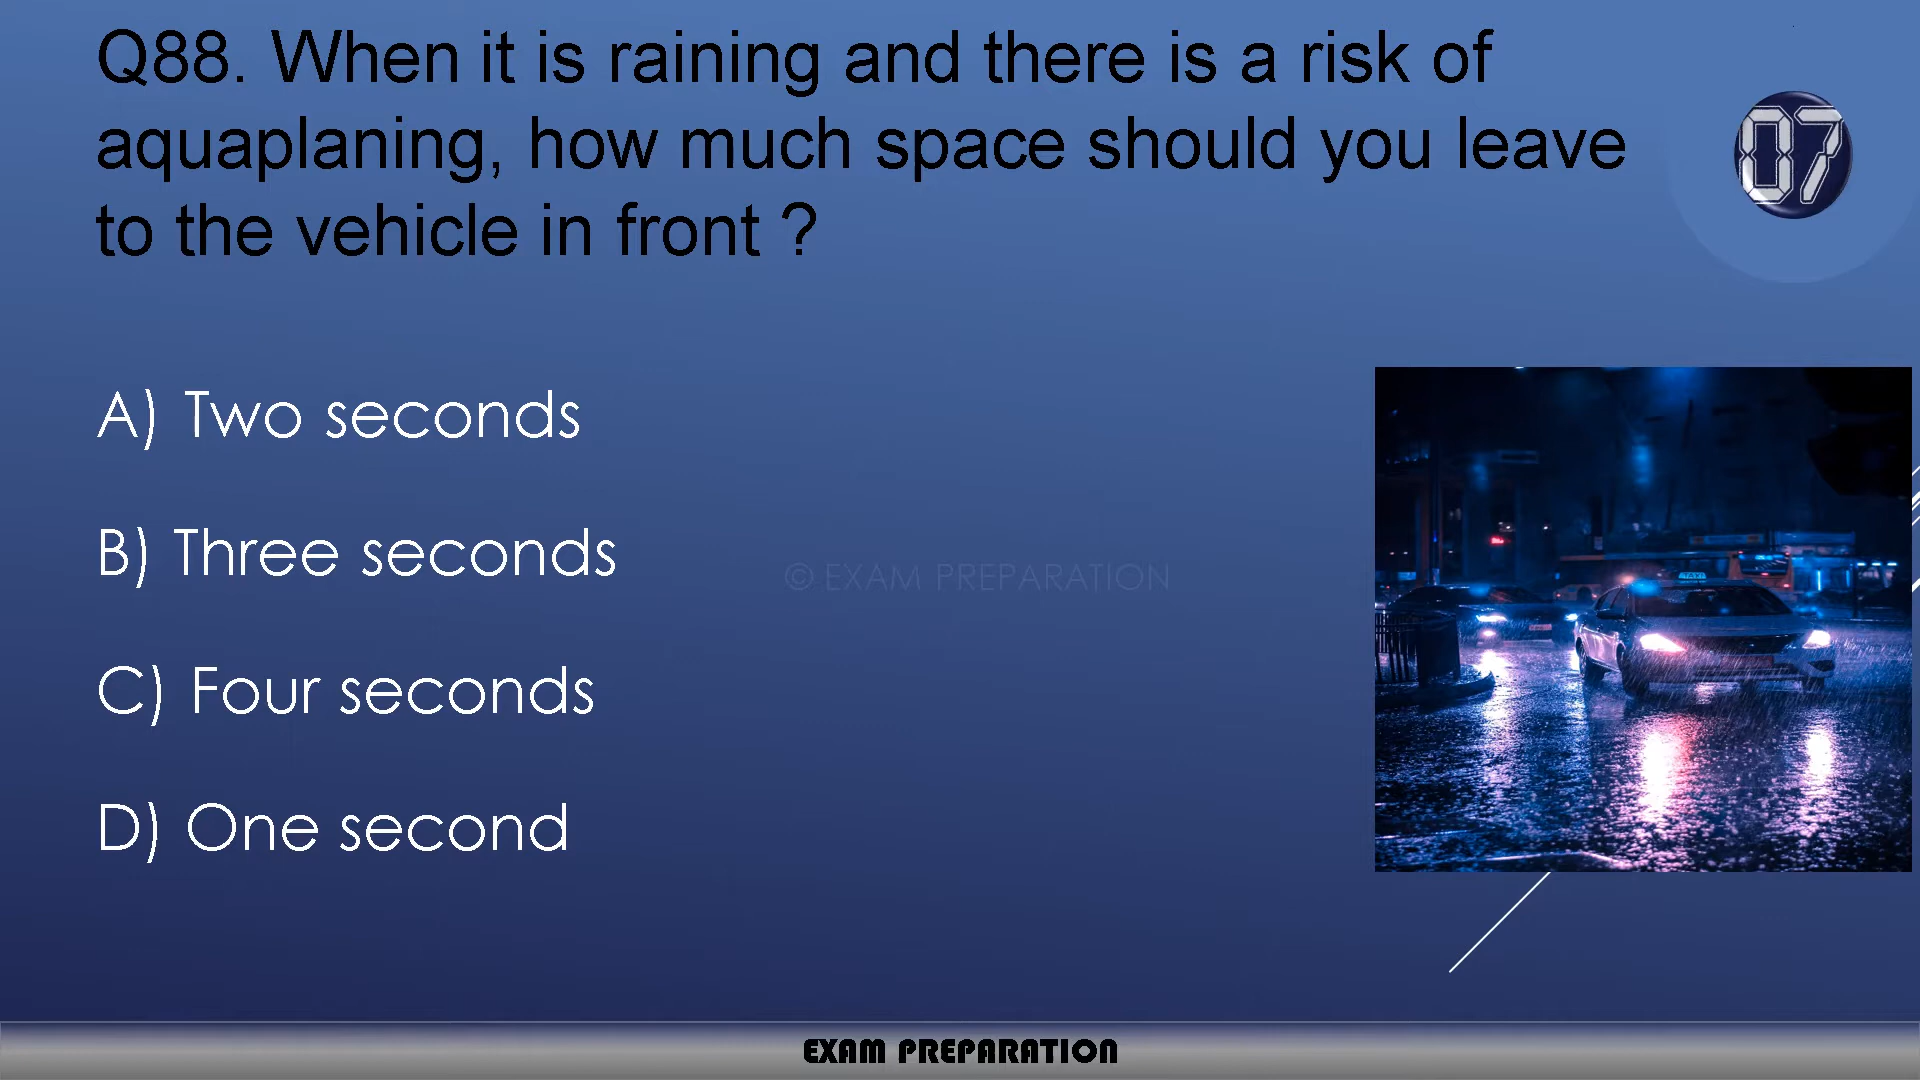 Q88. When it is raining and there is a risk of
aquaplaning, how much space should you leave
to the vehicle in front ?
07
A) Two seconds
B) Three seconds
© EXAM PREPARATION
TAXI
C) Four seconds
D) One second
EXAM PREPARATION